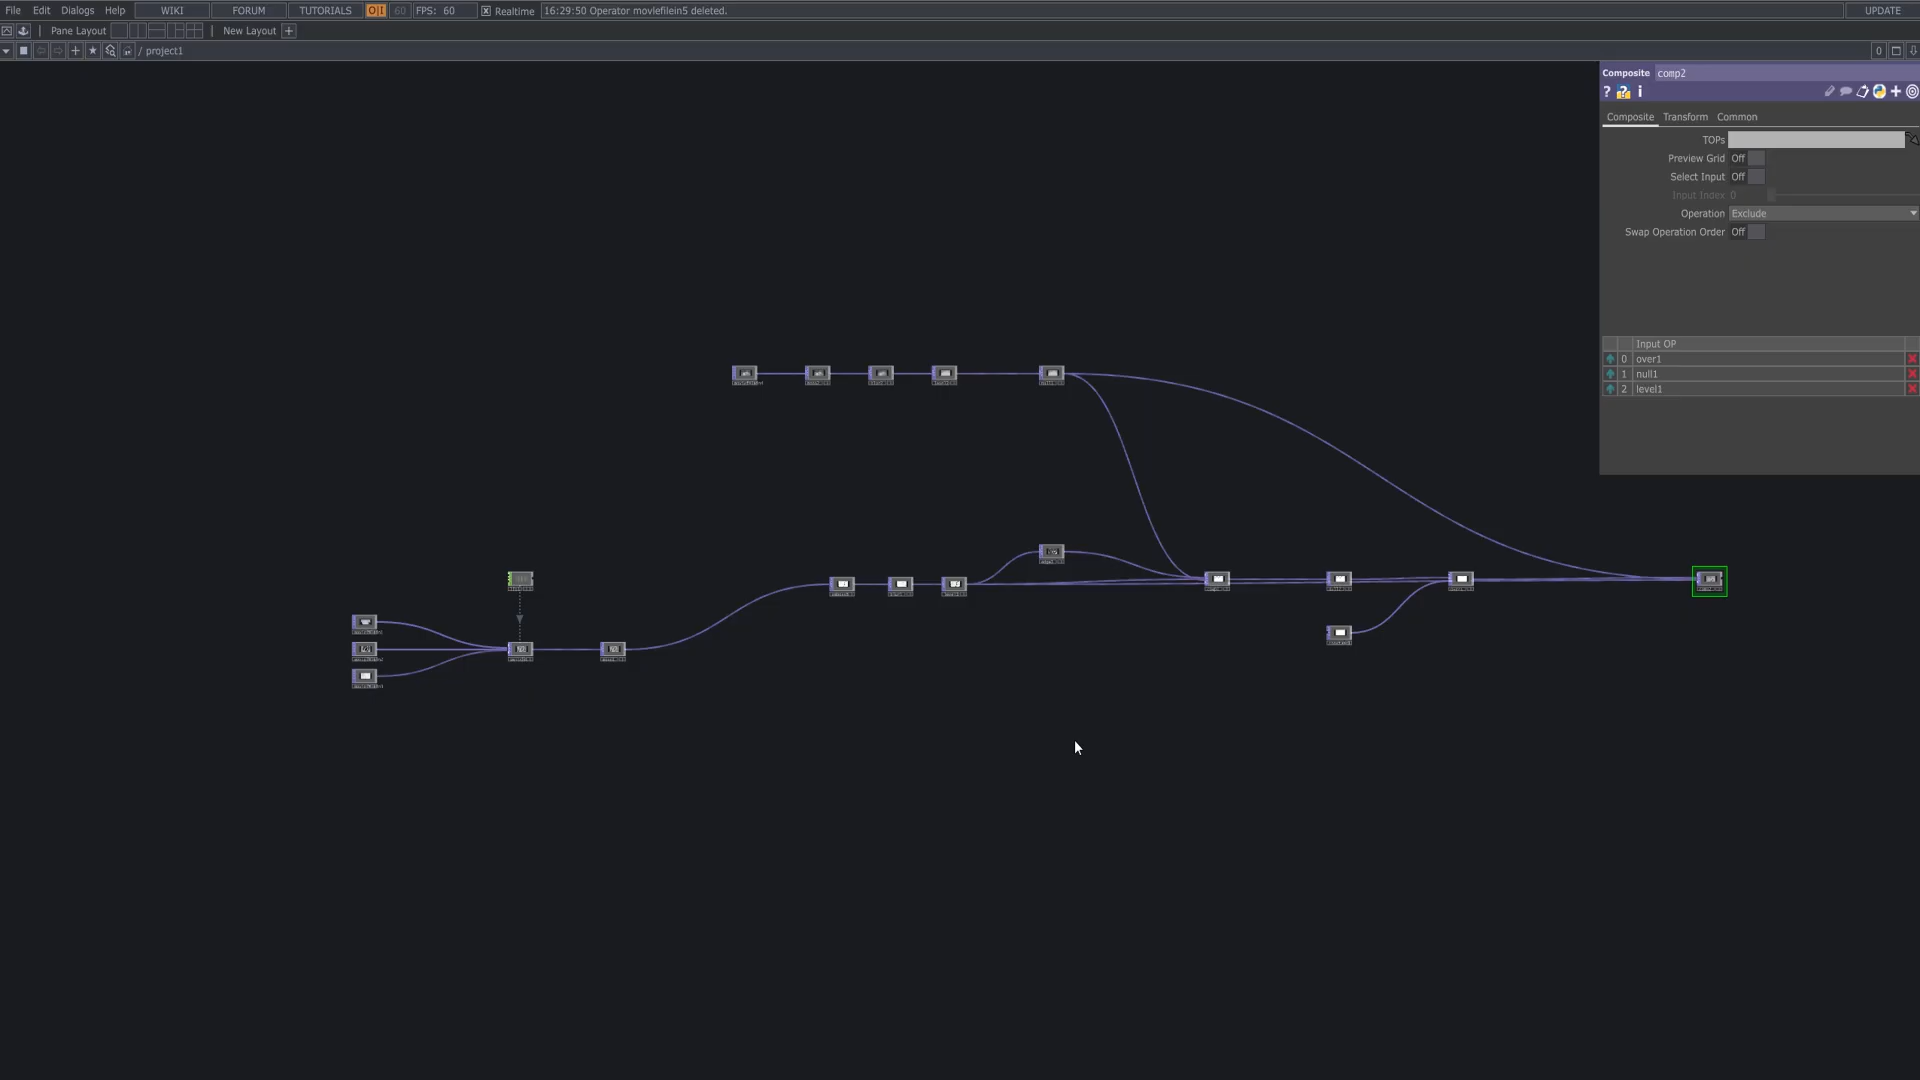 File Edit Dialogs Help WIKI FORUM TUTORIALS O|I 60 FPS: 60 Realtime 16:29:50 Operator moviefilein5 deleted. UPDATE
Pane Layout New Layout +
/ project1 0
Composite comp2
? ? i
Composite Transform Common
TOPs
Preview Grid Off
Select Input Off
Input Index 0
Operation Exclude
Swap Operation Order Off
Input OP
0 over1
1 null1
2 level1